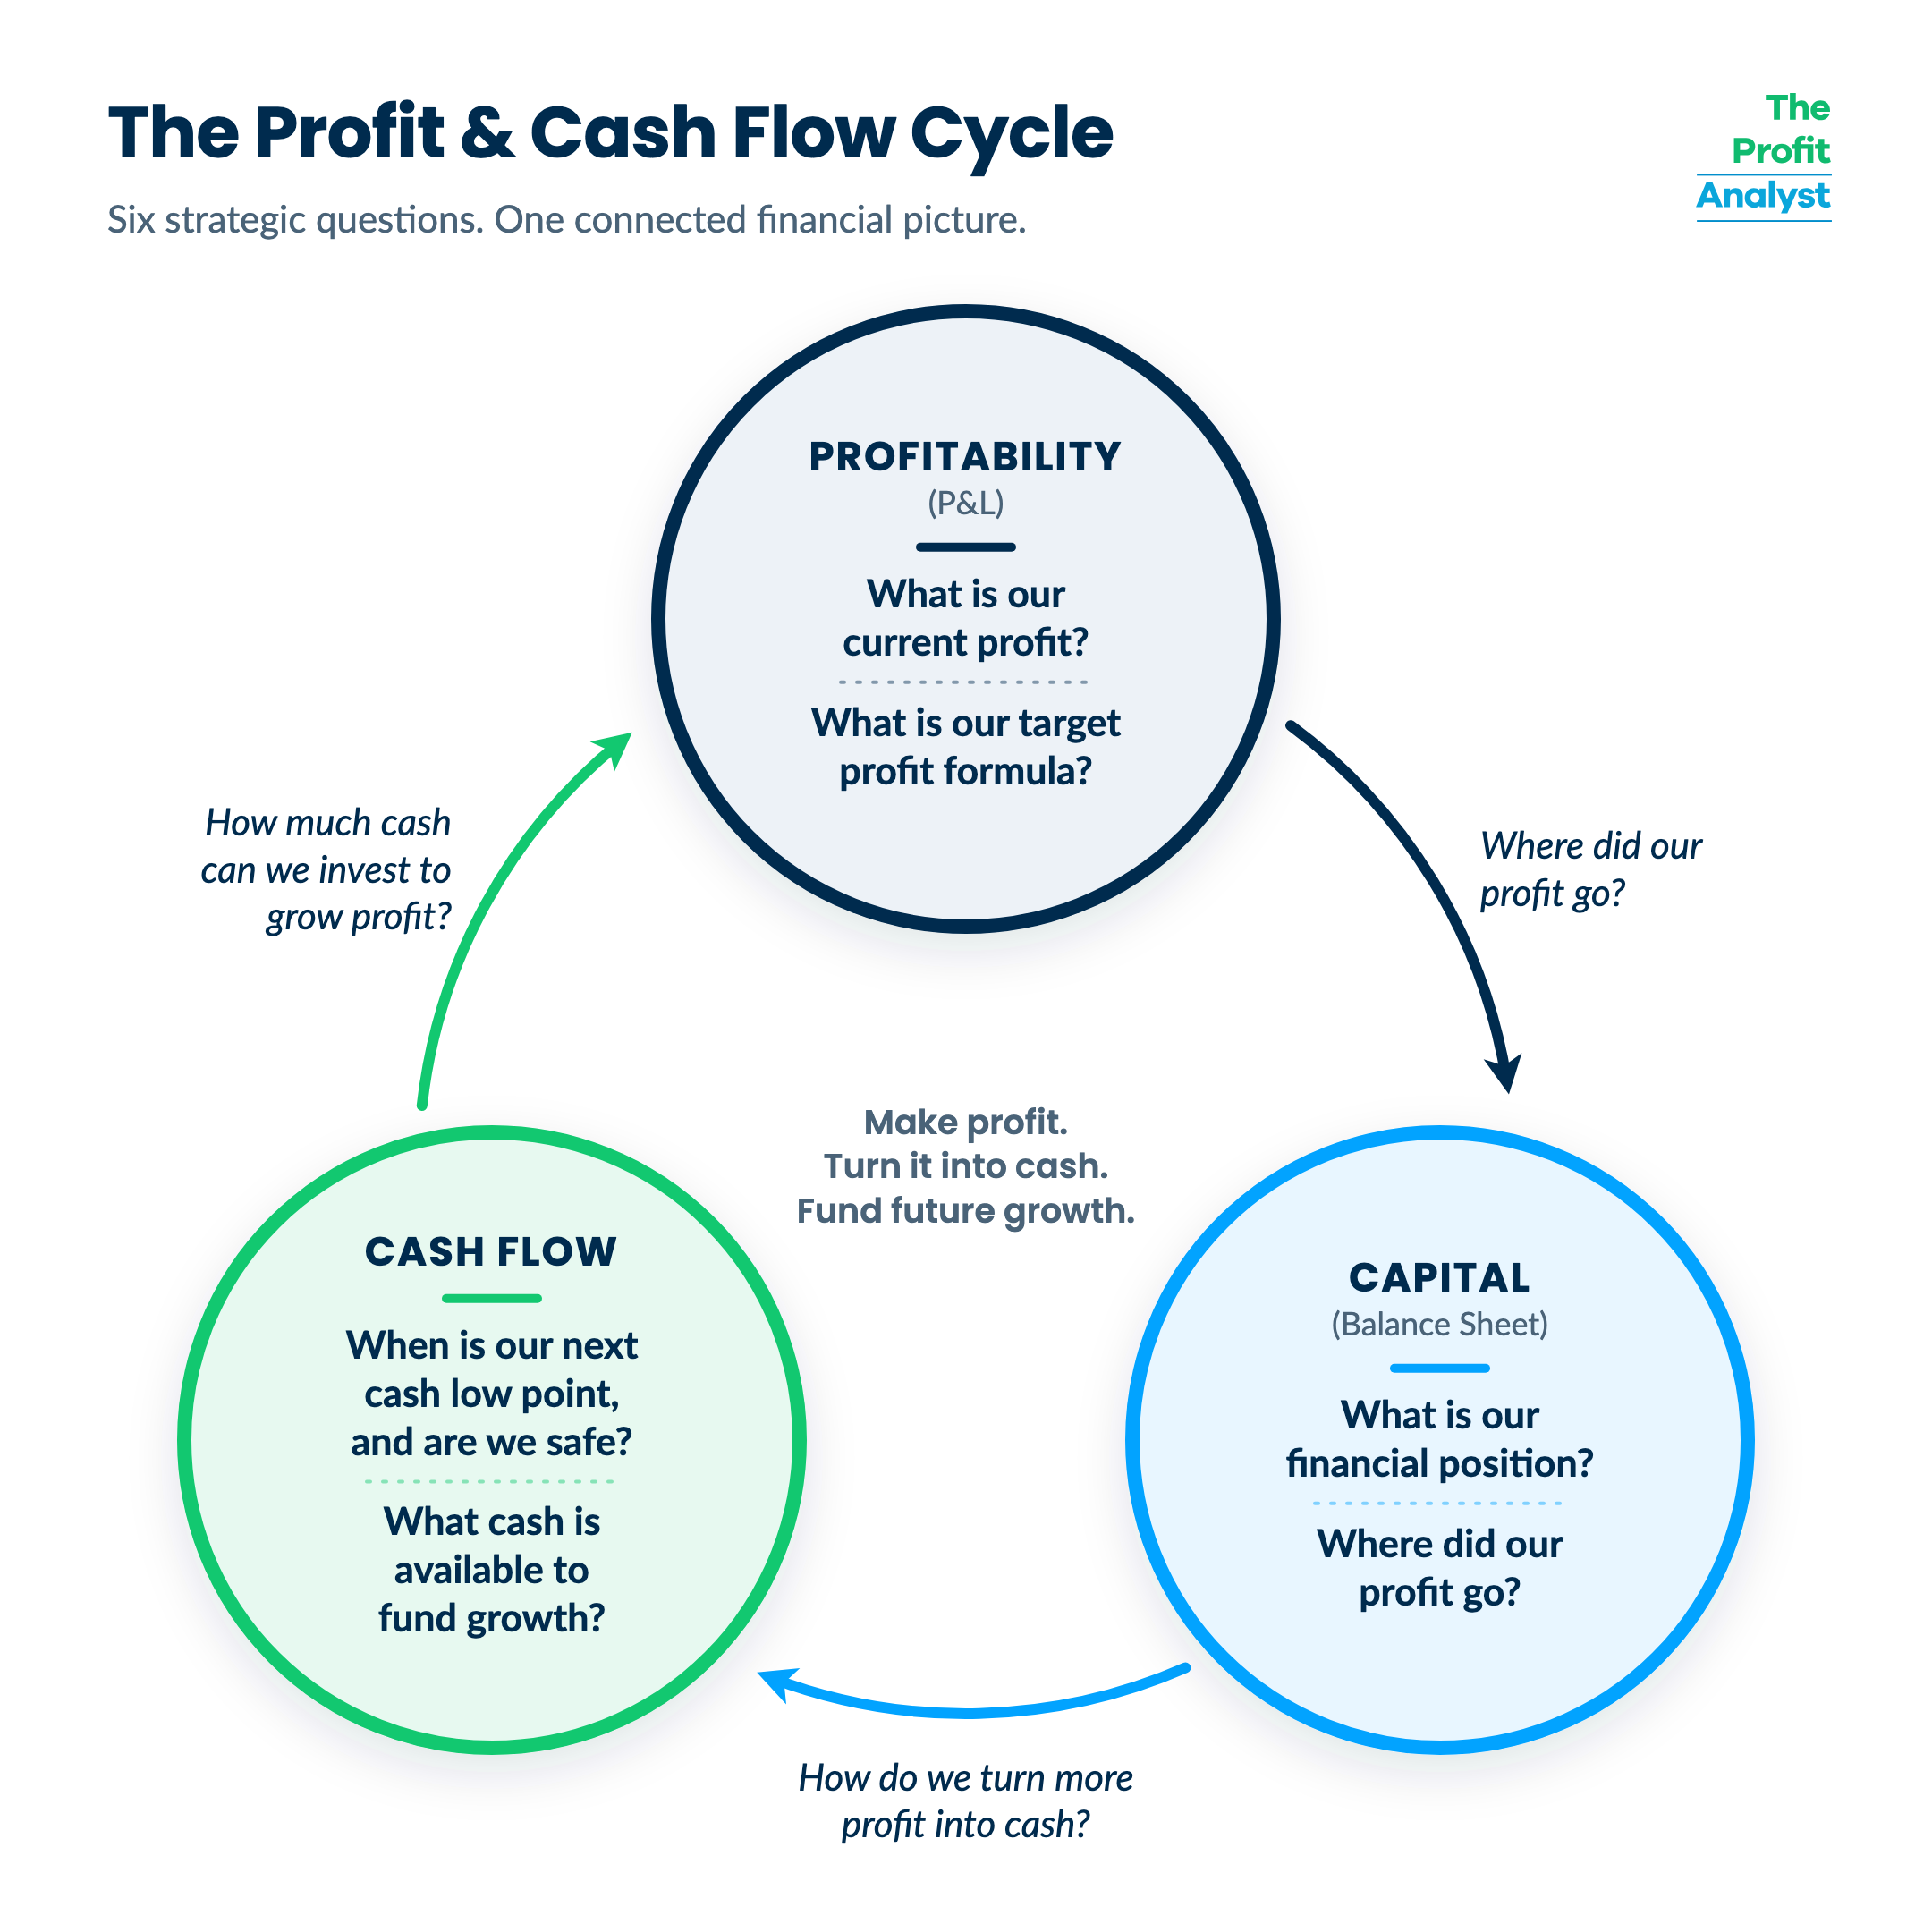 The Profit & Cash Flow Cycle
Six strategic questions. One connected financial picture.
The
Profit
Analyst
PROFITABILITY
(P&L)
What is our
current profit?
What is our target
profit formula?
How much cash
can we invest to
grow profit?
Where did our
profit go?
Make profit.
Turn it into cash.
Fund future growth.
CASH FLOW
When is our next
cash low point,
and are we safe?
What cash is
available to
fund growth?
CAPITAL
(Balance Sheet)
What is our
financial position?
Where did our
profit go?
How do we turn more
profit into cash?